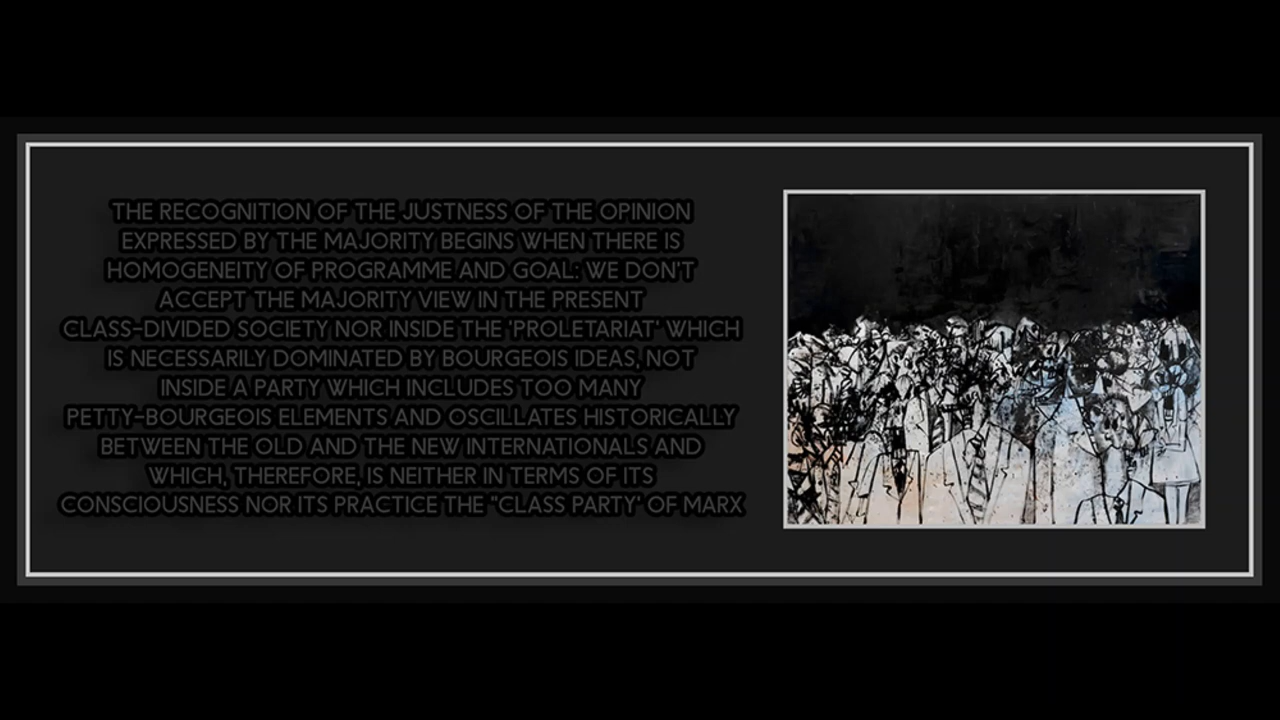 THE RECOGNITION OF THE JUSTNESS OF THE OPINION
EXPRESSED BY THE MAJORITY BEGINS WHEN THERE IS
HOMOGENEITY OF PROGRAMME AND GOAL: WE DON'T
ACCEPT THE MAJORITY VIEW IN THE PRESENT
CLASS-DIVIDED SOCIETY NOR INSIDE THE 'PROLETARIAT' WHICH
IS NECESSARILY DOMINATED BY BOURGEOIS IDEAS, NOT
INSIDE A PARTY WHICH INCLUDES TOO MANY
PETTY-BOURGEOIS ELEMENTS AND OSCILLATES HISTORICALLY
BETWEEN THE OLD AND THE NEW INTERNATIONALS AND
WHICH, THEREFORE, IS NEITHER IN TERMS OF ITS
CONSCIOUSNESS NOR ITS PRACTICE THE "CLASS PARTY' OF MARX